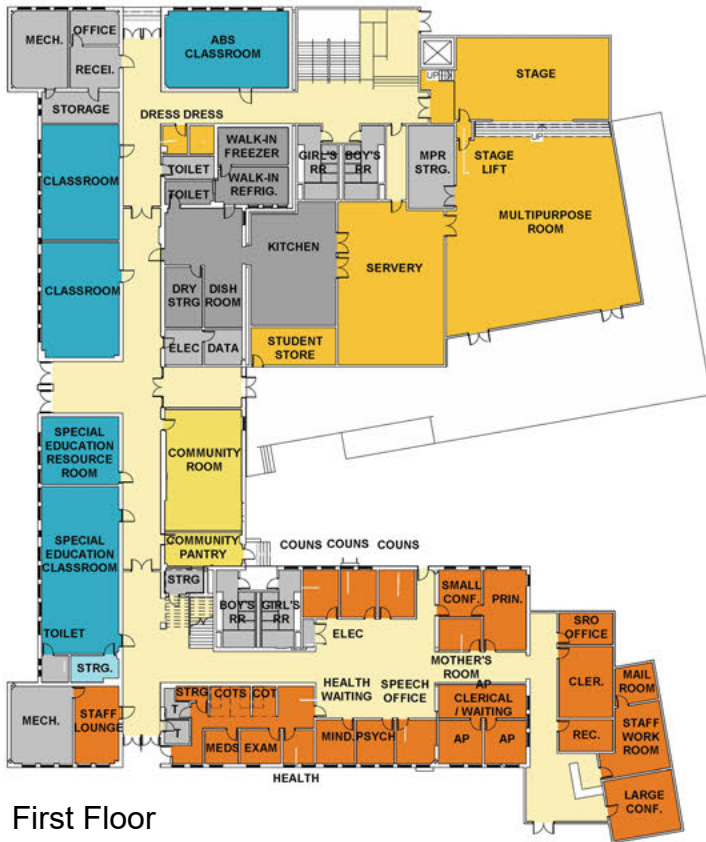 OFFICE
MECH.
RECEI.
ABS
CLASSROOM
UP
STAGE
STORAGE
DRESS DRESS
CLASSROOM
TOILET
WALK-IN
FREEZER
GIRL'S
RR
BOY'S
RR
MPR
STRG.
UP
STAGE
LIFT
TOILET
WALK-IN
REFRIG.
MULTIPURPOSE
ROOM
KITCHEN
SERVERY
CLASSROOM
DRY
STRG
DISH
ROOM
ELEC
DATA
STUDENT
STORE
SPECIAL
EDUCATION
RESOURCE
ROOM
COMMUNITY
ROOM
SPECIAL
EDUCATION
CLASSROOM
COMMUNITY
PANTRY
COUNS
COUNS
COUNS
STRG
BOY'S
RR
GIRL'S
RR
SMALL
CONF.
PRIN.
SRO
OFFICE
TOILET
ELEC
STRG.
MOTHER'S
ROOM
CLER.
MAIL
ROOM
MECH.
STAFF
LOUNGE
T
STRG
COTS
COT
HEALTH
WAITING
SPEECH
OFFICE
AP
CLERICAL
/ WAITING
T
MEDS
EXAM
MIND.
PSYCH
AP
AP
REC.
STAFF
WORK
ROOM
HEALTH
LARGE
CONF.
First Floor